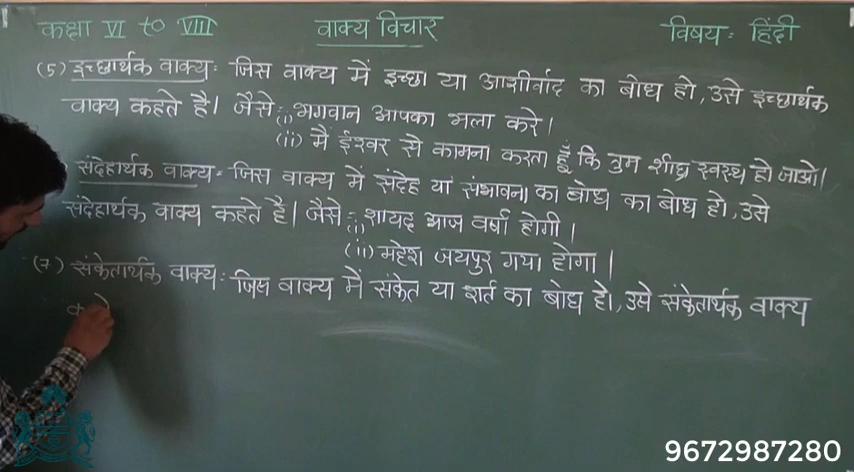 कक्षा VI to VIII वाक्य विचार विषय: हिंदी
(5) इच्छार्थक वाक्य: जिस वाक्य में इच्छा या आशीर्वाद का बोध हो, उसे इच्छार्थक
वाक्य कहते है। जैसे:- (i) भगवान आपका भला करे।
(ii) मैं ईश्वर से कामना करता हूँ कि तुम शीघ्र स्वस्थ हो जाओ।
संदेहार्थक वाक्य:- जिस वाक्य में संदेह या संभावना का बोध का बोध हो, उसे
संदेहार्थक वाक्य कहते है। जैसे:- (i) शायद आज वर्षा होगी।
(ii) महेश जयपुर गया होगा।
(7) संकेतार्थक वाक्य: जिस वाक्य में संकेत या शर्त का बोध हो, उसे संकेतार्थक वाक्य
9672987280